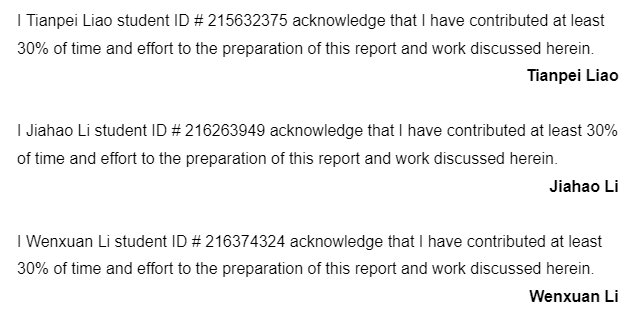 I Tianpei Liao student ID # 215632375 acknowledge that I have contributed at least
30% of time and effort to the preparation of this report and work discussed herein.
Tianpei Liao
I Jiahao Li student ID # 216263949 acknowledge that I have contributed at least 30%
of time and effort to the preparation of this report and work discussed herein.
Jiahao Li
I Wenxuan Li student ID # 216374324 acknowledge that I have contributed at least
30% of time and effort to the preparation of this report and work discussed herein.
Wenxuan Li